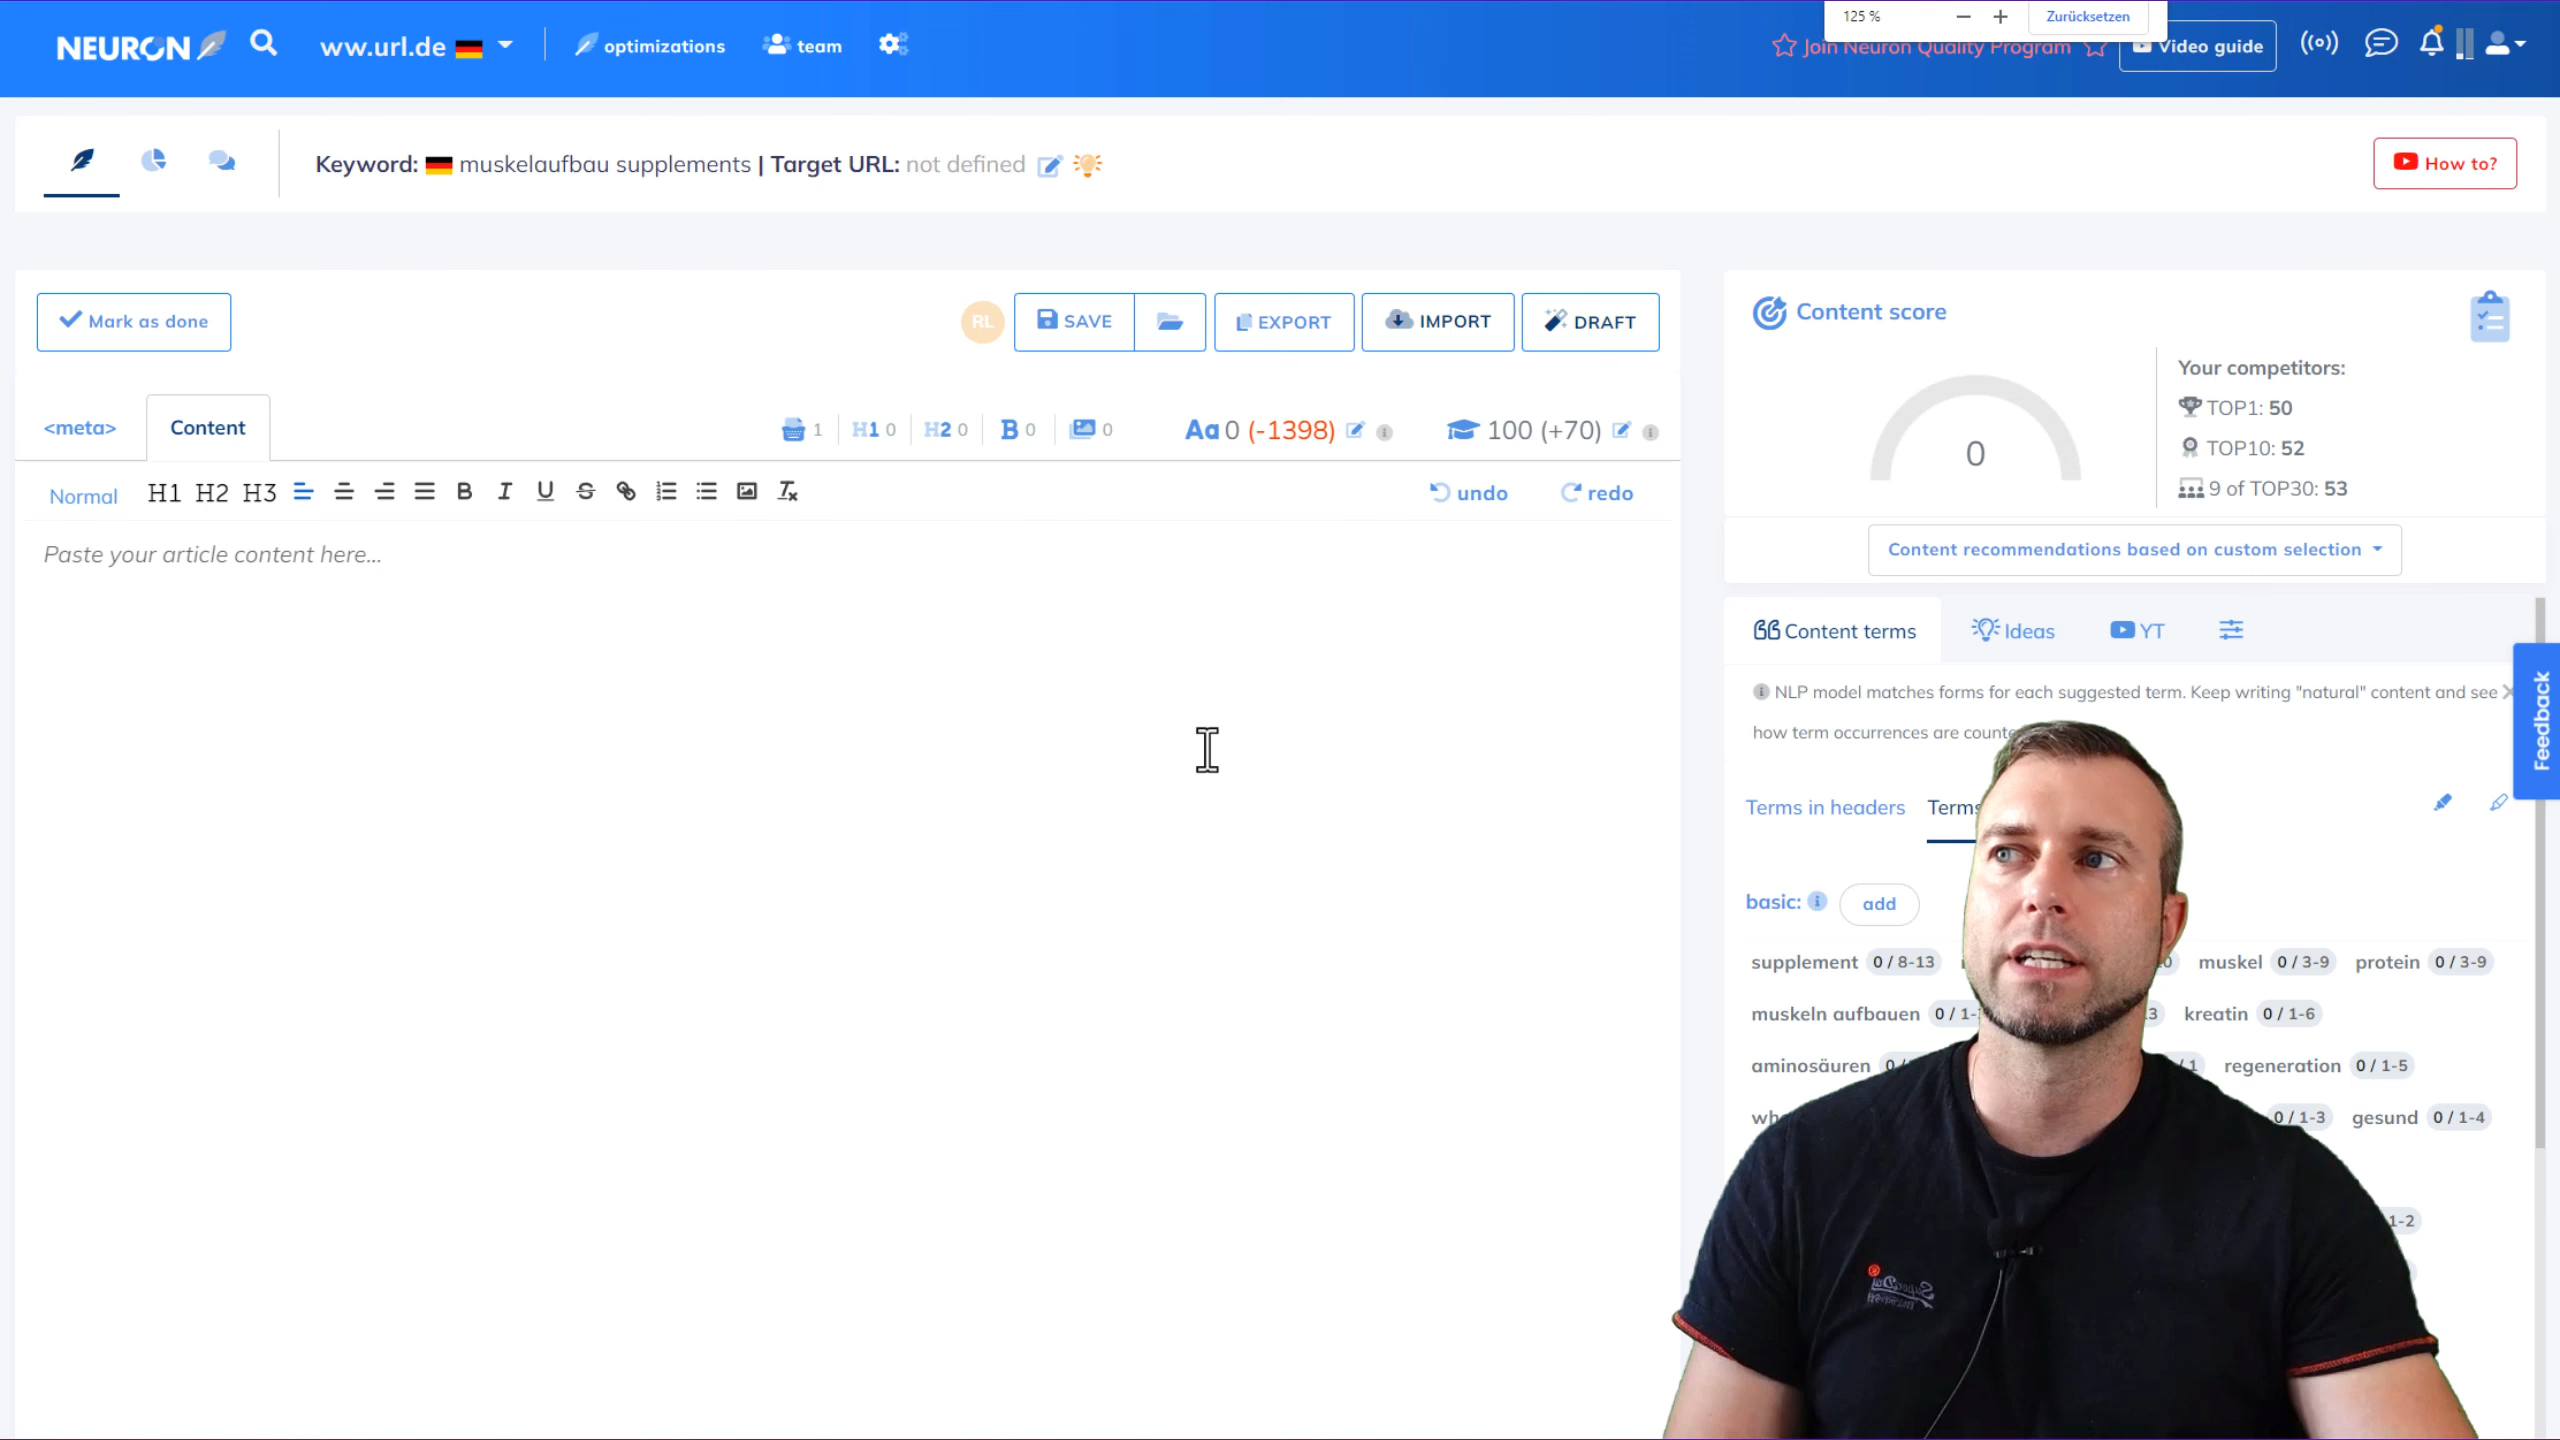 125 % Zurücksetzen
NEURON ww.url.de optimizations team Join Neuron Quality Program Video guide
Keyword: muskelaufbau supplements | Target URL: not defined How to?
Mark as done RL SAVE EXPORT IMPORT DRAFT
Content score
0
Your competitors:
TOP1: 50
TOP10: 52
9 of TOP30: 53
<meta> Content 1 H1 0 H2 0 B 0 0 Aa 0 (-1398) 100 (+70)
Normal H1 H2 H3 B I U S undo redo
Paste your article content here...
Content recommendations based on custom selection
Content terms Ideas YT
NLP model matches forms for each suggested term. Keep writing "natural" content and see
how term occurrences are
Feedback
Terms in headers Terms
basic: add
supplement 0 / 8-13 muskel 0 / 3-9 protein 0 / 3-9
muskeln aufbauen 0 / 1- kreatin 0 / 1-6
aminosäuren regeneration 0 / 1-5
0 / 1-3 gesund 0 / 1-4
1-2